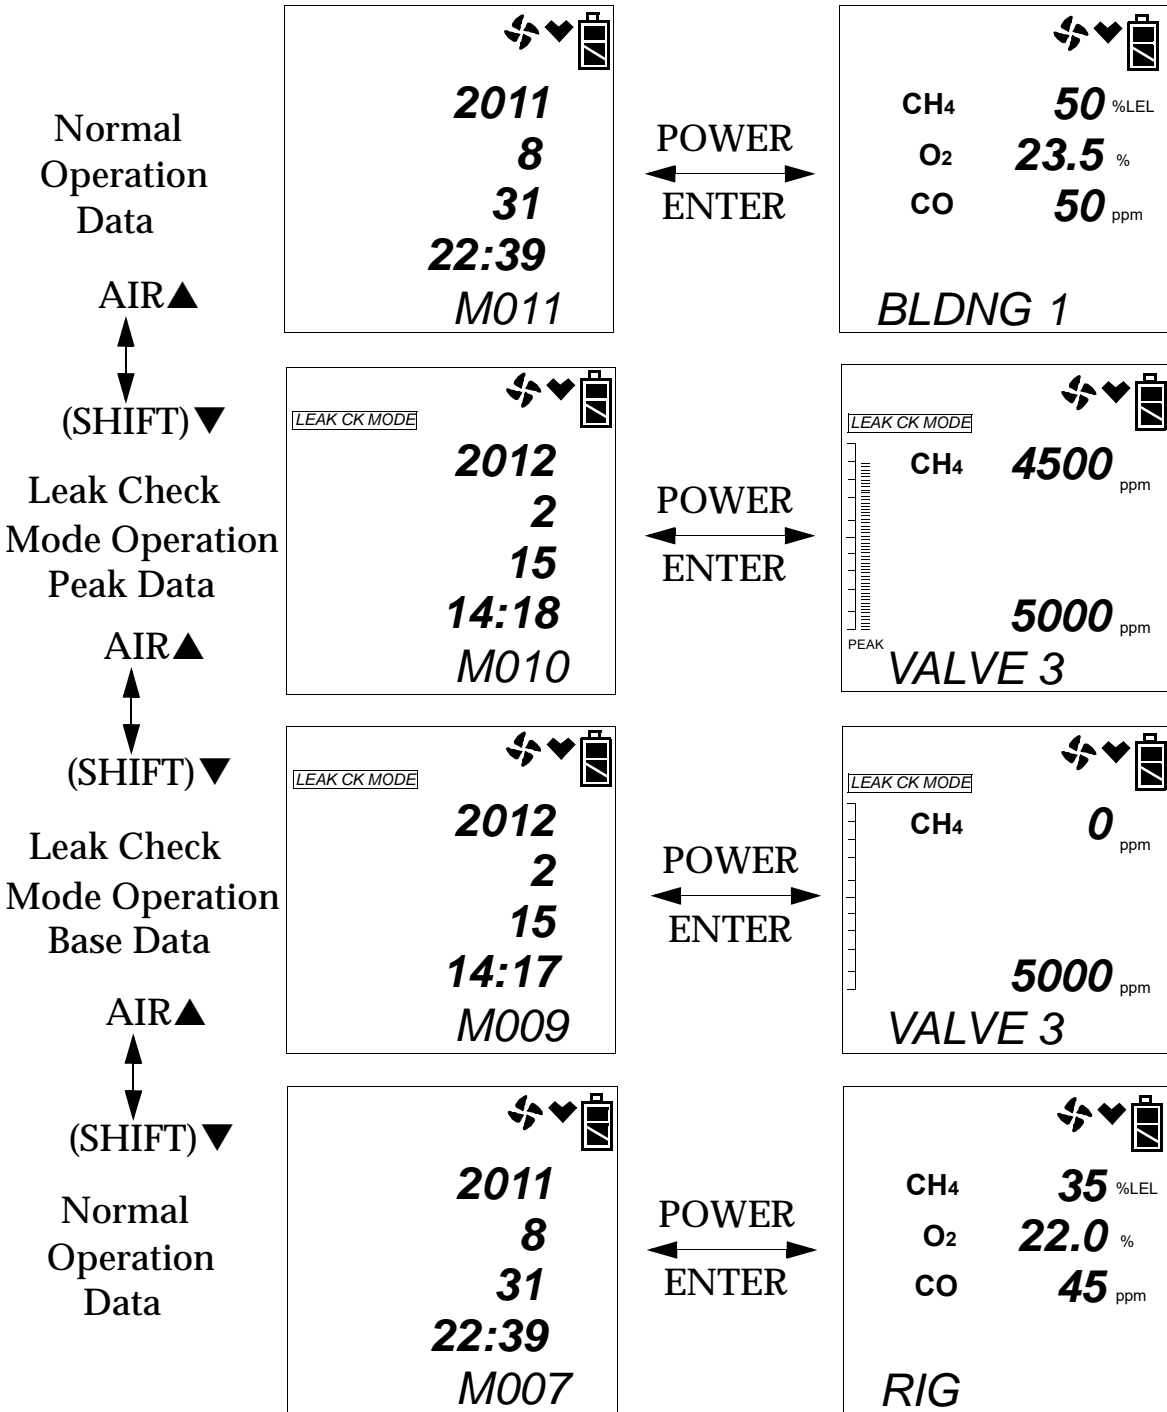 Normal
Operation
Data
2011
8
31
22:39
M011
POWER
ENTER
CH4 50 %LEL
O2 23.5 %
CO 50 ppm
BLDNG 1
AIR▲
(SHIFT)▼
Leak Check
Mode Operation
Peak Data
LEAK CK MODE
2012
2
15
14:18
M010
POWER
ENTER
LEAK CK MODE
CH4 4500 ppm
5000 ppm
PEAK
VALVE 3
AIR▲
(SHIFT)▼
Leak Check
Mode Operation
Base Data
LEAK CK MODE
2012
2
15
14:17
M009
POWER
ENTER
LEAK CK MODE
CH4 0 ppm
5000 ppm
VALVE 3
AIR▲
(SHIFT)▼
Normal
Operation
Data
2011
8
31
22:39
M007
POWER
ENTER
CH4 35 %LEL
O2 22.0 %
CO 45 ppm
RIG